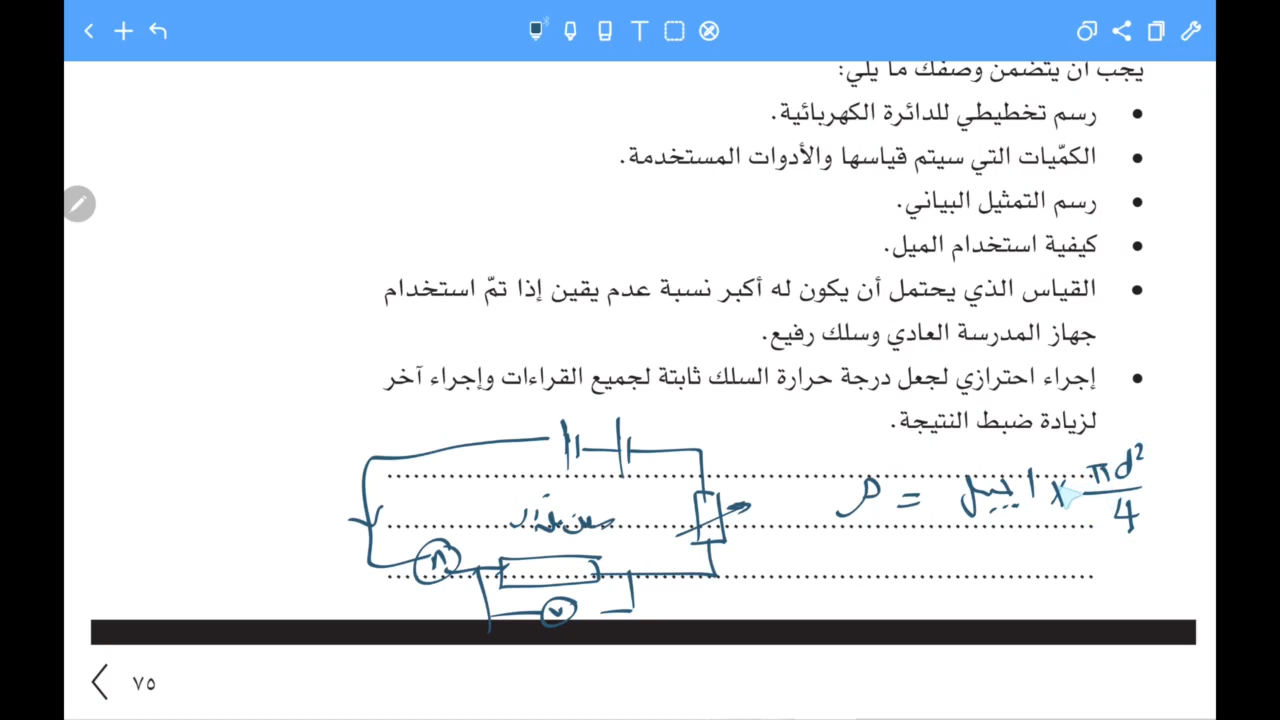 يجب أن يتضمن وصفك ما يلي:
• رسم تخطيطي للدائرة الكهربائية.
• الكمّيات التي سيتم قياسها والأدوات المستخدمة.
• رسم التمثيل البياني.
• كيفية استخدام الميل.
• القياس الذي يحتمل أن يكون له أكبر نسبة عدم يقين إذا تمّ استخدام
جهاز المدرسة العادي وسلك رفيع.
• إجراء احترازي لجعل درجة حرارة السلك ثابتة لجميع القراءات وإجراء آخر
لزيادة ضبط النتيجة.
ρ = الميل x πd²/4
A
V
٧٥